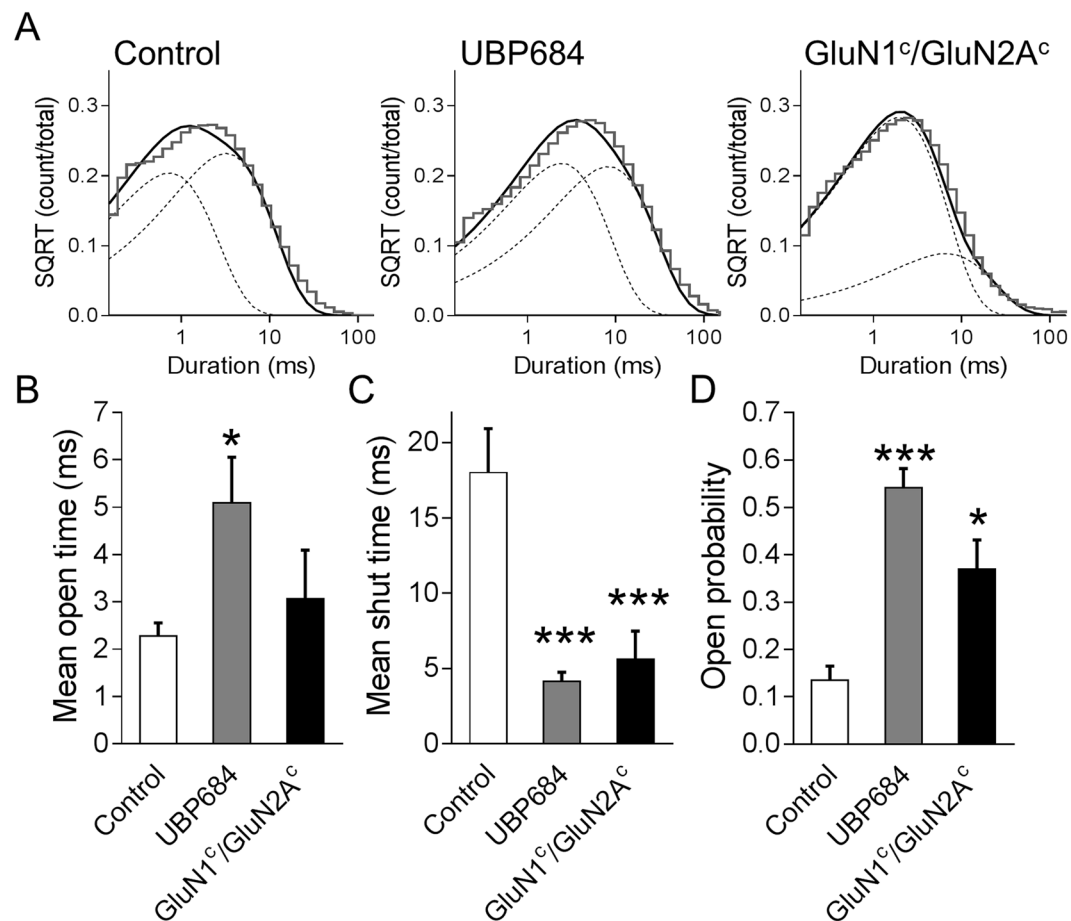 A
Control
UBP684
GluN1ᶜ/GluN2Aᶜ
SQRT (count/total)
0.3
0.2
0.1
0.0
1
10
100
Duration (ms)
SQRT (count/total)
0.3
0.2
0.1
0.0
1
10
100
Duration (ms)
SQRT (count/total)
0.3
0.2
0.1
0.0
1
10
100
Duration (ms)
B
Mean open time (ms)
7
6
5
4
3
2
1
0
*
Control
UBP684
GluN1ᶜ/GluN2Aᶜ
C
Mean shut time (ms)
20
15
10
5
0
***
***
Control
UBP684
GluN1ᶜ/GluN2Aᶜ
D
Open probability
0.7
0.6
0.5
0.4
0.3
0.2
0.1
0.0
***
*
Control
UBP684
GluN1ᶜ/GluN2Aᶜ